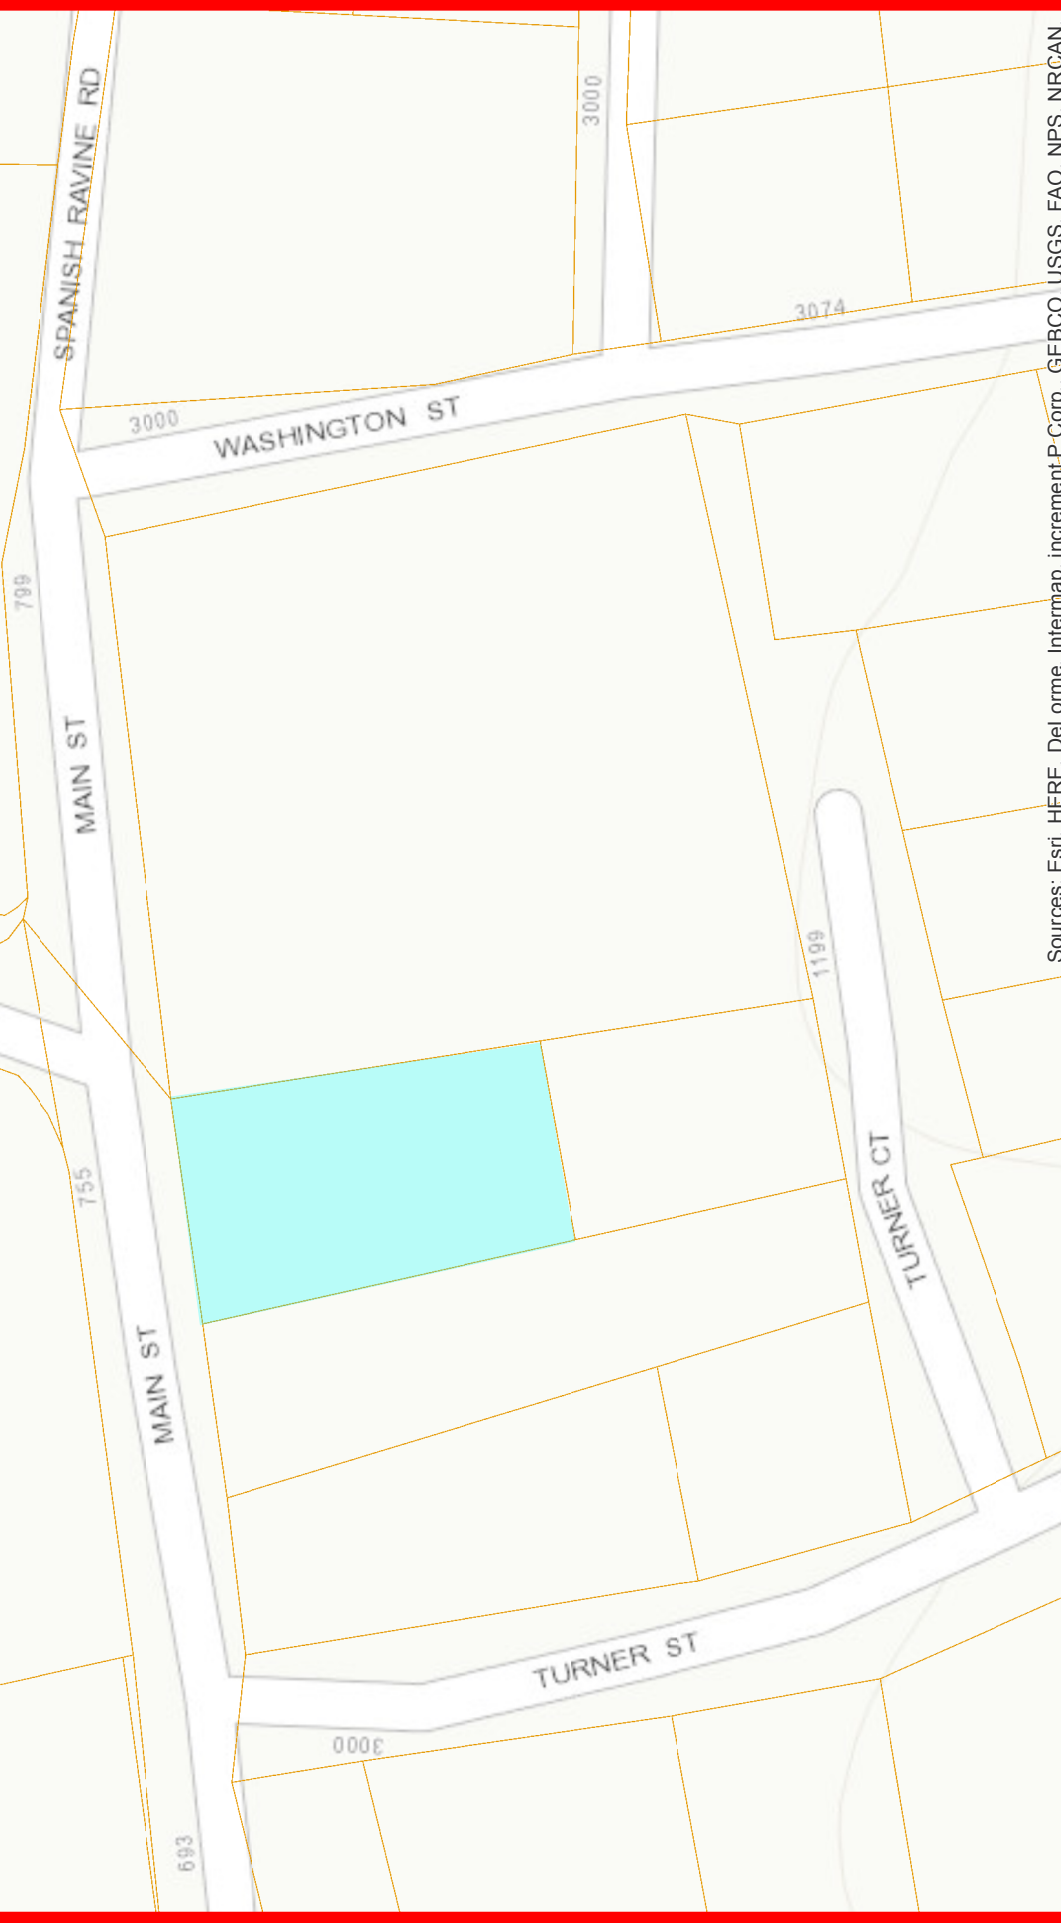 SPANISH RAVINE RD
3000
3074
3000
WASHINGTON ST
799
MAIN ST
1199
755
TURNER CT
MAIN ST
TURNER ST
3000
693
Sources: Esri, HERE, DeLorme, Intermap, increment P Corp., GEBCO, USGS, FAO, NPS, NRCAN